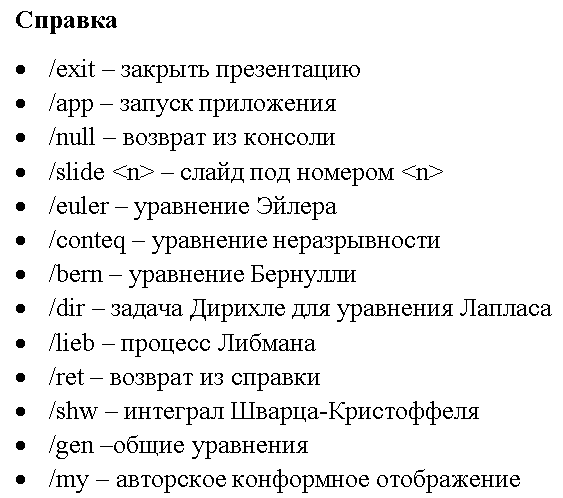 Справка
• /exit – закрыть презентацию
• /app – запуск приложения
• /null – возврат из консоли
• /slide <n> – слайд под номером <n>
• /euler – уравнение Эйлера
• /conteq – уравнение неразрывности
• /bern – уравнение Бернулли
• /dir – задача Дирихле для уравнения Лапласа
• /lieb – процесс Либмана
• /ret – возврат из справки
• /shw – интеграл Шварца-Кристоффеля
• /gen –общие уравнения
• /my – авторское конформное отображение